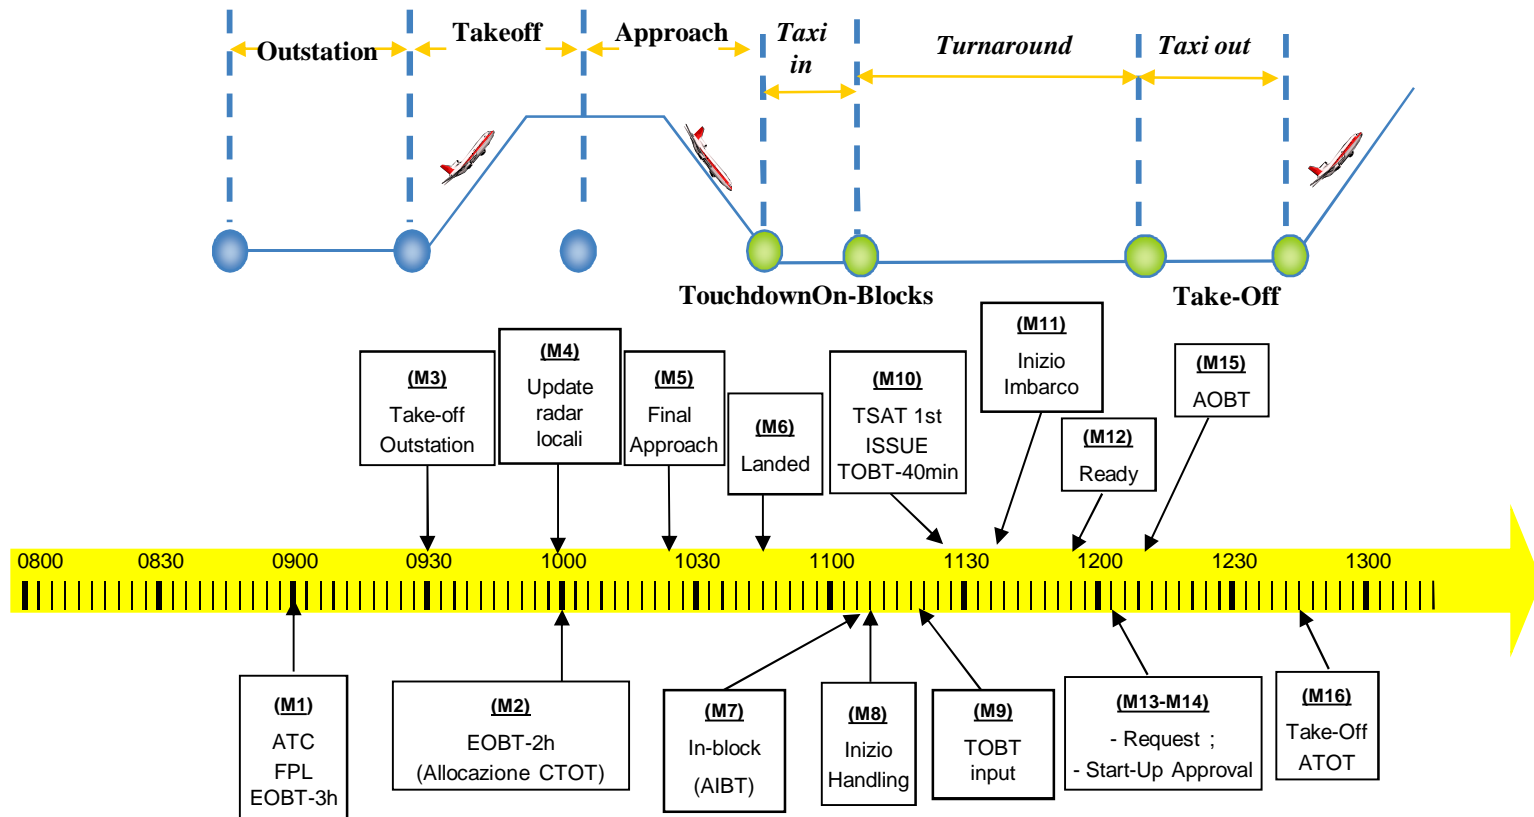 Outstation
Takeoff
Approach
Taxi
in
Turnaround
Taxi out
TouchdownOn-Blocks
Take-Off
(M3)
Take-off
Outstation
(M4)
Update
radar
locali
(M5)
Final
Approach
(M6)
Landed
(M10)
TSAT 1st
ISSUE
TOBT-40min
(M11)
Inizio
Imbarco
(M12)
Ready
(M15)
AOBT
0800 0830 0900 0930 1000 1030 1100 1130 1200 1230 1300
(M1)
ATC
FPL
EOBT-3h
(M2)
EOBT-2h
(Allocazione CTOT)
(M7)
In-block
(AIBT)
(M8)
Inizio
Handling
(M9)
TOBT
input
(M13-M14)
- Request ;
- Start-Up Approval
(M16)
Take-Off
ATOT